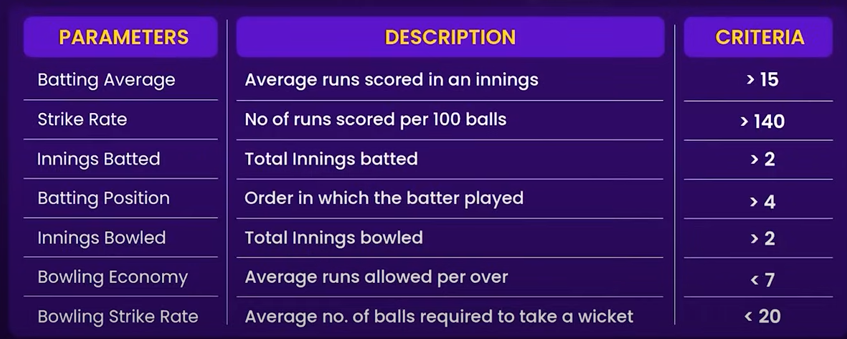 PARAMETERS DESCRIPTION CRITERIA
Batting Average Average runs scored in an innings > 15
Strike Rate No of runs scored per 100 balls > 140
Innings Batted Total Innings batted > 2
Batting Position Order in which the batter played > 4
Innings Bowled Total Innings bowled > 2
Bowling Economy Average runs allowed per over < 7
Bowling Strike Rate Average no. of balls required to take a wicket < 20